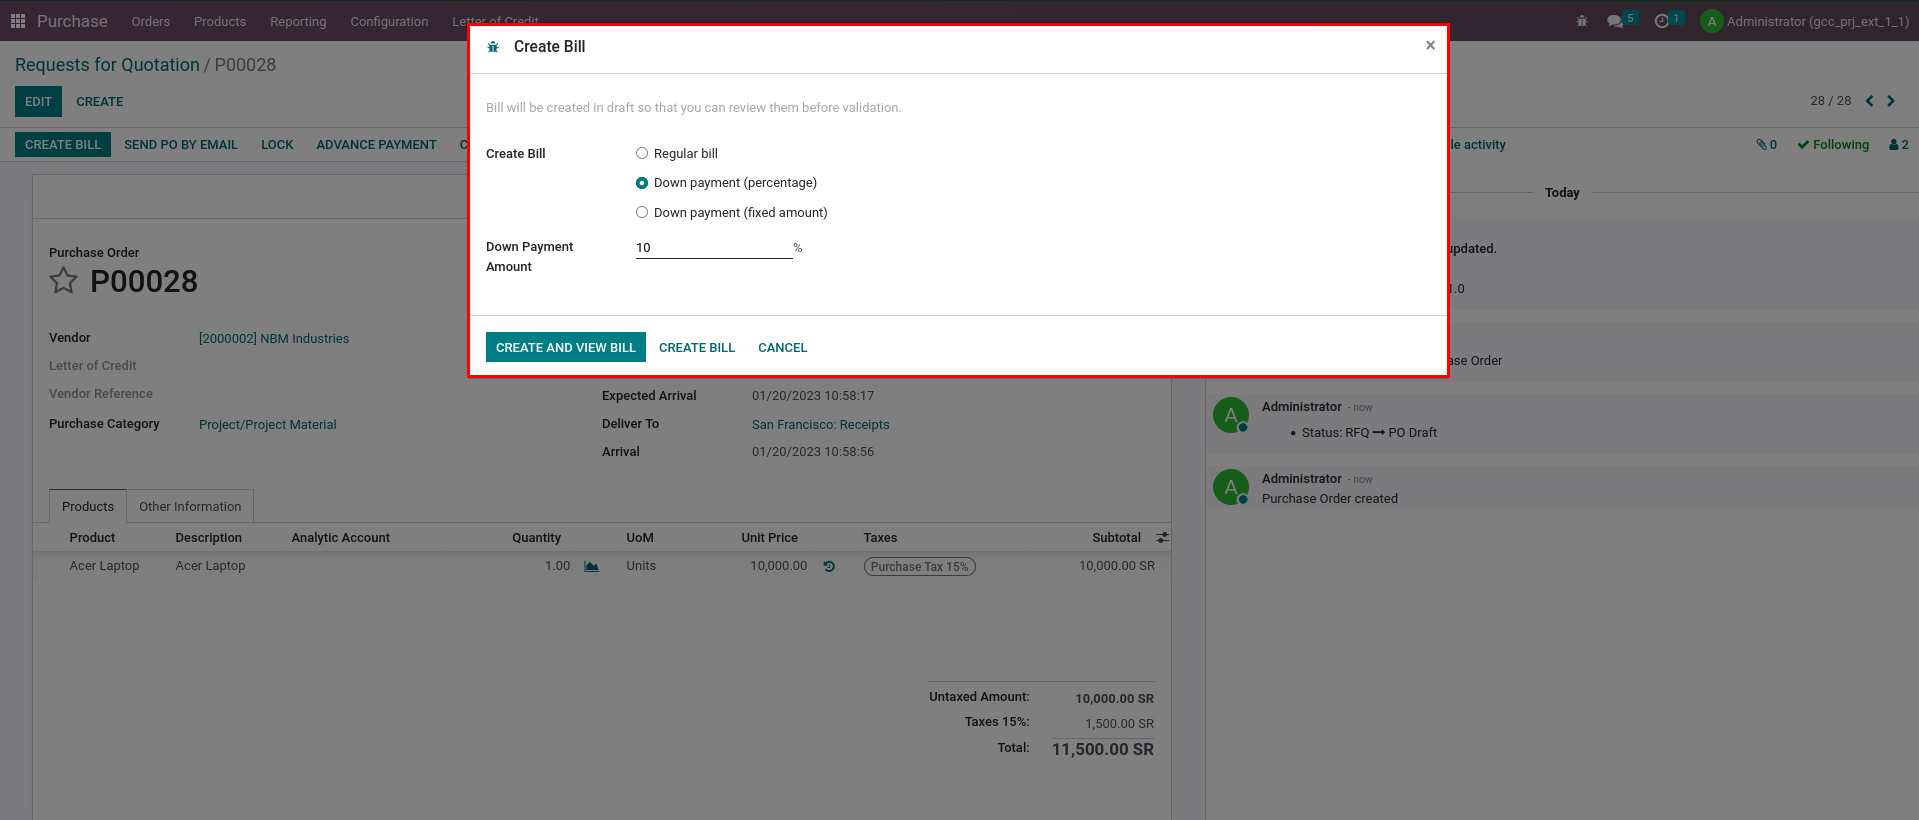 Purchase Orders Products Reporting Configuration Letter of Credit 5 1 A Administrator (gcc_prj_ext_1_1)
Create Bill ×
Requests for Quotation / P00028
EDIT CREATE
28 / 28
Bill will be created in draft so that you can review them before validation.
CREATE BILL SEND PO BY EMAIL LOCK ADVANCE PAYMENT C
le activity 0 Following 2
Create Bill Regular bill
Down payment (percentage)
Down payment (fixed amount)
Today
Down Payment Amount 10 %
CREATE AND VIEW BILL CREATE BILL CANCEL
Purchase Order
P00028
Vendor [2000002] NBM Industries
Letter of Credit
Vendor Reference
Purchase Category Project/Project Material
Expected Arrival 01/20/2023 10:58:17
Deliver To San Francisco: Receipts
Arrival 01/20/2023 10:58:56
updated.
1.0
ase Order
A Administrator - now
• Status: RFQ → PO Draft
A Administrator - now
Purchase Order created
Products Other Information
Product Description Analytic Account Quantity UoM Unit Price Taxes Subtotal
Acer Laptop Acer Laptop 1.00 Units 10,000.00 Purchase Tax 15% 10,000.00 SR
Untaxed Amount: 10,000.00 SR
Taxes 15%: 1,500.00 SR
Total: 11,500.00 SR